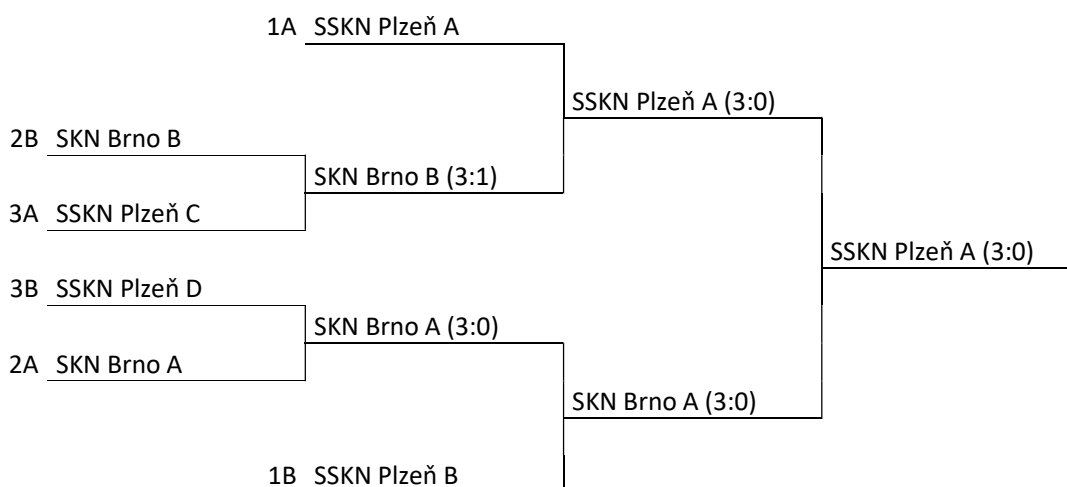 1A SSKN Plzeň A
SSKN Plzeň A (3:0)
2B SKN Brno B
SKN Brno B (3:1)
3A SSKN Plzeň C
SSKN Plzeň A (3:0)
3B SSKN Plzeň D
SKN Brno A (3:0)
2A SKN Brno A
SKN Brno A (3:0)
1B SSKN Plzeň B